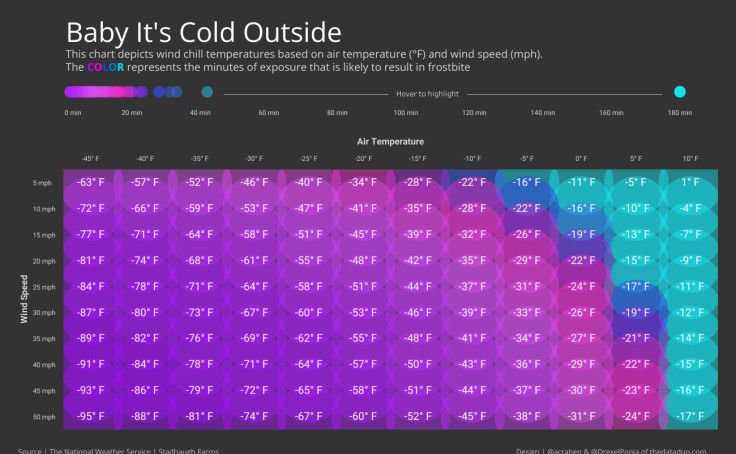 Baby It's Cold Outside
This chart depicts wind chill temperatures based on air temperature (°F) and wind speed (mph).
The COLOR represents the minutes of exposure that is likely to result in frostbite
Hover to highlight
0 min 20 min 40 min 60 min 80 min 100 min 120 min 140 min 160 min 180 min
Air Temperature
-45° F -40° F -35° F -30° F -25° F -20° F -15° F -10° F -5° F 0° F 5° F 10° F
Wind Speed
5 mph -63° F -57° F -52° F -46° F -40° F -34° F -28° F -22° F -16° F -11° F -5° F 1° F
10 mph -72° F -66° F -59° F -53° F -47° F -41° F -35° F -28° F -22° F -16° F -10° F -4° F
15 mph -77° F -71° F -64° F -58° F -51° F -45° F -39° F -32° F -26° F -19° F -13° F -7° F
20 mph -81° F -74° F -68° F -61° F -55° F -48° F -42° F -35° F -29° F -22° F -15° F -9° F
25 mph -84° F -78° F -71° F -64° F -58° F -51° F -44° F -37° F -31° F -24° F -17° F -11° F
30 mph -87° F -80° F -73° F -67° F -60° F -53° F -46° F -39° F -33° F -26° F -19° F -12° F
35 mph -89° F -82° F -76° F -69° F -62° F -55° F -48° F -41° F -34° F -27° F -21° F -14° F
40 mph -91° F -84° F -78° F -71° F -64° F -57° F -50° F -43° F -36° F -29° F -22° F -15° F
45 mph -93° F -86° F -79° F -72° F -65° F -58° F -51° F -44° F -37° F -30° F -23° F -16° F
50 mph -95° F -88° F -81° F -74° F -67° F -60° F -52° F -45° F -38° F -31° F -24° F -17° F
Source | The National Weather Service | Stadhaugh Farms
Design | @acrahen & @DrexelPooja of thedataduo.com